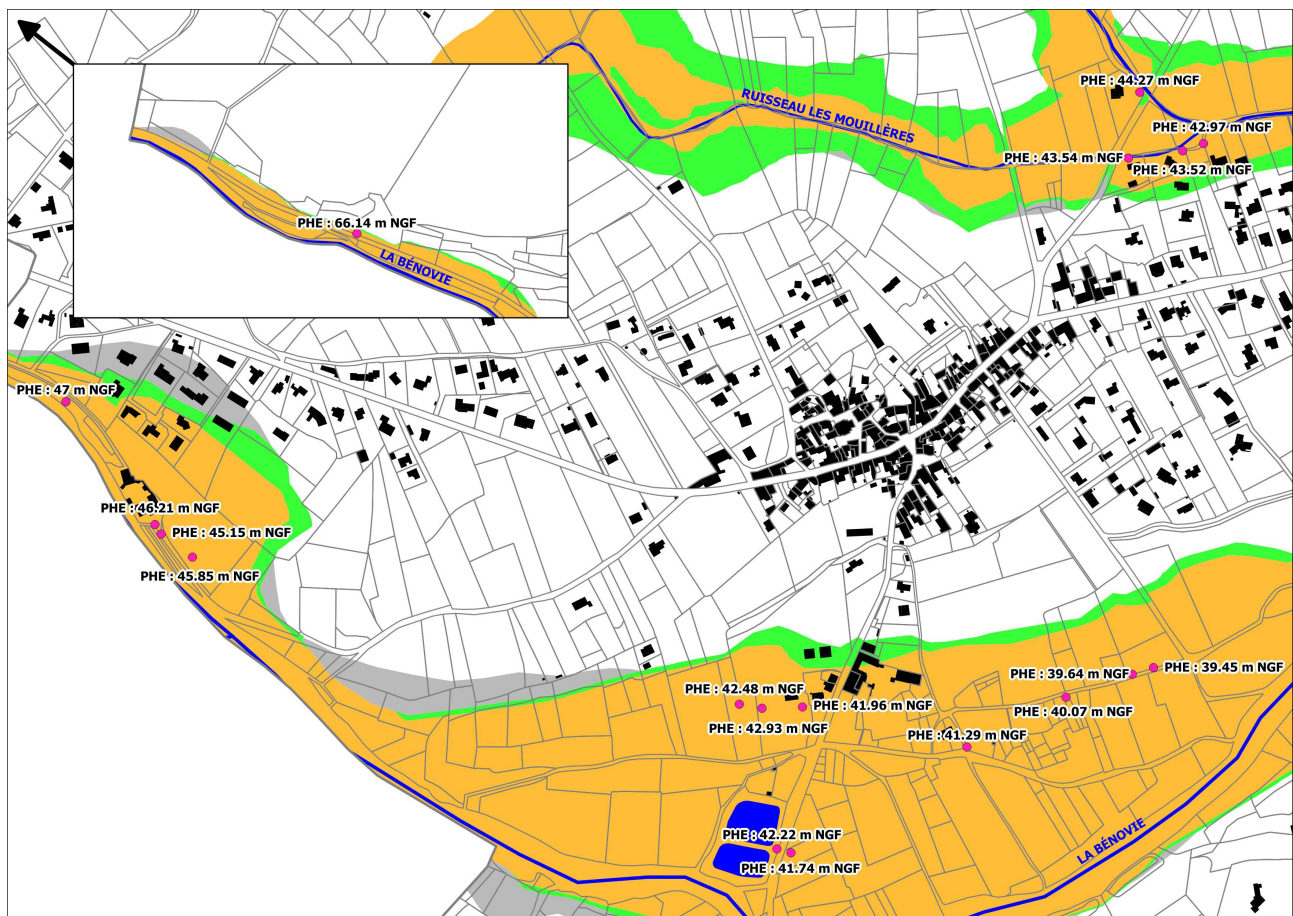 PHE : 44.27 m NGF
RUISSEAU LES MOUILLÈRES
PHE : 42.97 m NGF
PHE : 43.54 m NGF
PHE : 43.52 m NGF
PHE : 66.14 m NGF
LA BÉNOVIE
PHE : 47 m NGF
PHE : 46.21 m NGF
PHE : 45.15 m NGF
PHE : 45.85 m NGF
PHE : 39.64 m NGF
PHE : 39.45 m NGF
PHE : 42.48 m NGF
PHE : 41.96 m NGF
PHE : 40.07 m NGF
PHE : 42.93 m NGF
PHE : 41.29 m NGF
PHE : 42.22 m NGF
LA BÉNOVIE
PHE : 41.74 m NGF